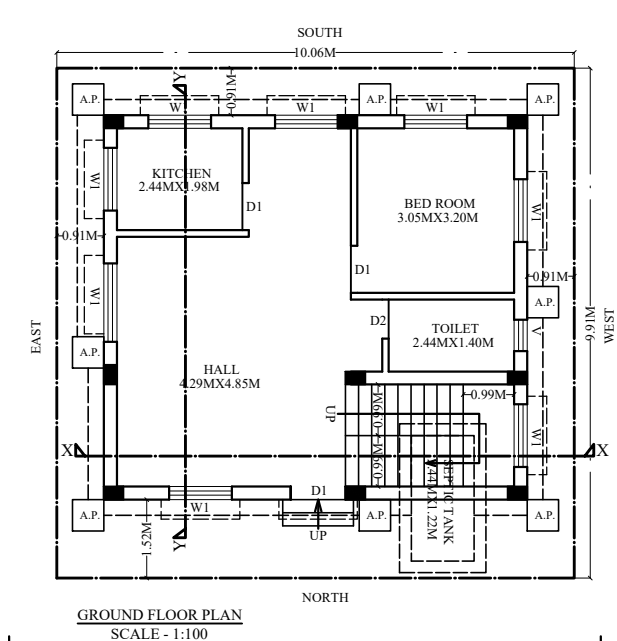 SOUTH
10.06M
A.P.
Y
0.91M
A.P.
A.P.
W1
W1
W1
KITCHEN
2.44MX1.98M
W1
D1
BED ROOM
3.05MX3.20M
W1
0.91M
D1
0.91M
A.P.
W1
EAST
9.91M
WEST
D2
TOILET
2.44MX1.40M
V
A.P.
HALL
4.29MX4.85M
0.99M
0.99M
UP
W1
X
0.99M
X
SEPTIC TANK
2.44MX1.22M
A.P.
W1
D1
A.P.
A.P.
1.52M
Y
UP
NORTH
GROUND FLOOR PLAN
SCALE - 1:100